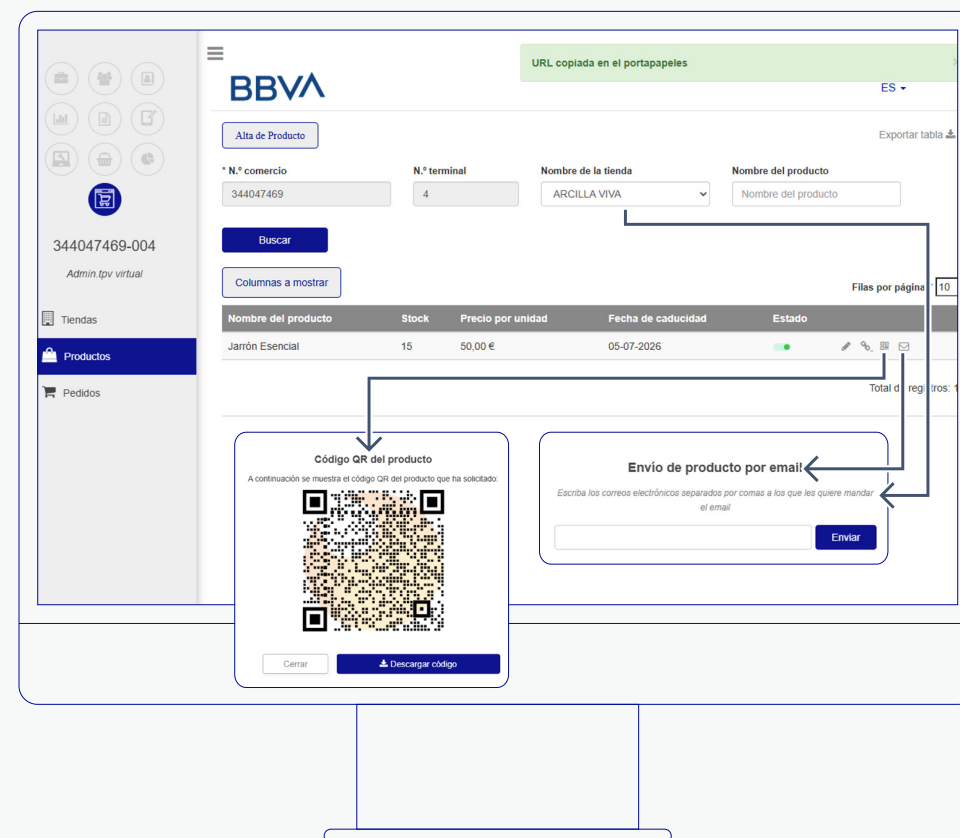 URL copiada en el portapapeles
BBVA
ES
Alta de Producto
Exportar tabla
* N.º comercio
N.º terminal
Nombre de la tienda
Nombre del producto
344047469
4
ARCILLA VIVA
Nombre del producto
344047469-004
Admin.tpv virtual
Tiendas
Productos
Pedidos
Buscar
Columnas a mostrar
Filas por página
10
Nombre del producto Stock Precio por unidad Fecha de caducidad Estado
Jarrón Esencial 15 50,00 € 05-07-2026
Total d regi tros: 1
Código QR del producto
A continuación se muestra el código QR del producto que ha solicitado:
Cerrar
Descargar código
Envío de producto por email
Escriba los correos electrónicos separados por comas a los que les quiere mandar
el email
Enviar